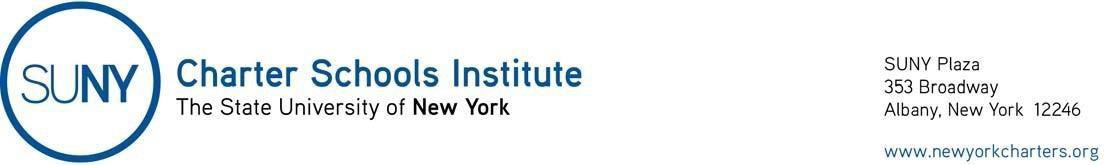 SUNY
Charter Schools Institute
The State University of New York
SUNY Plaza
353 Broadway
Albany, New York 12246
www.newyorkcharters.org